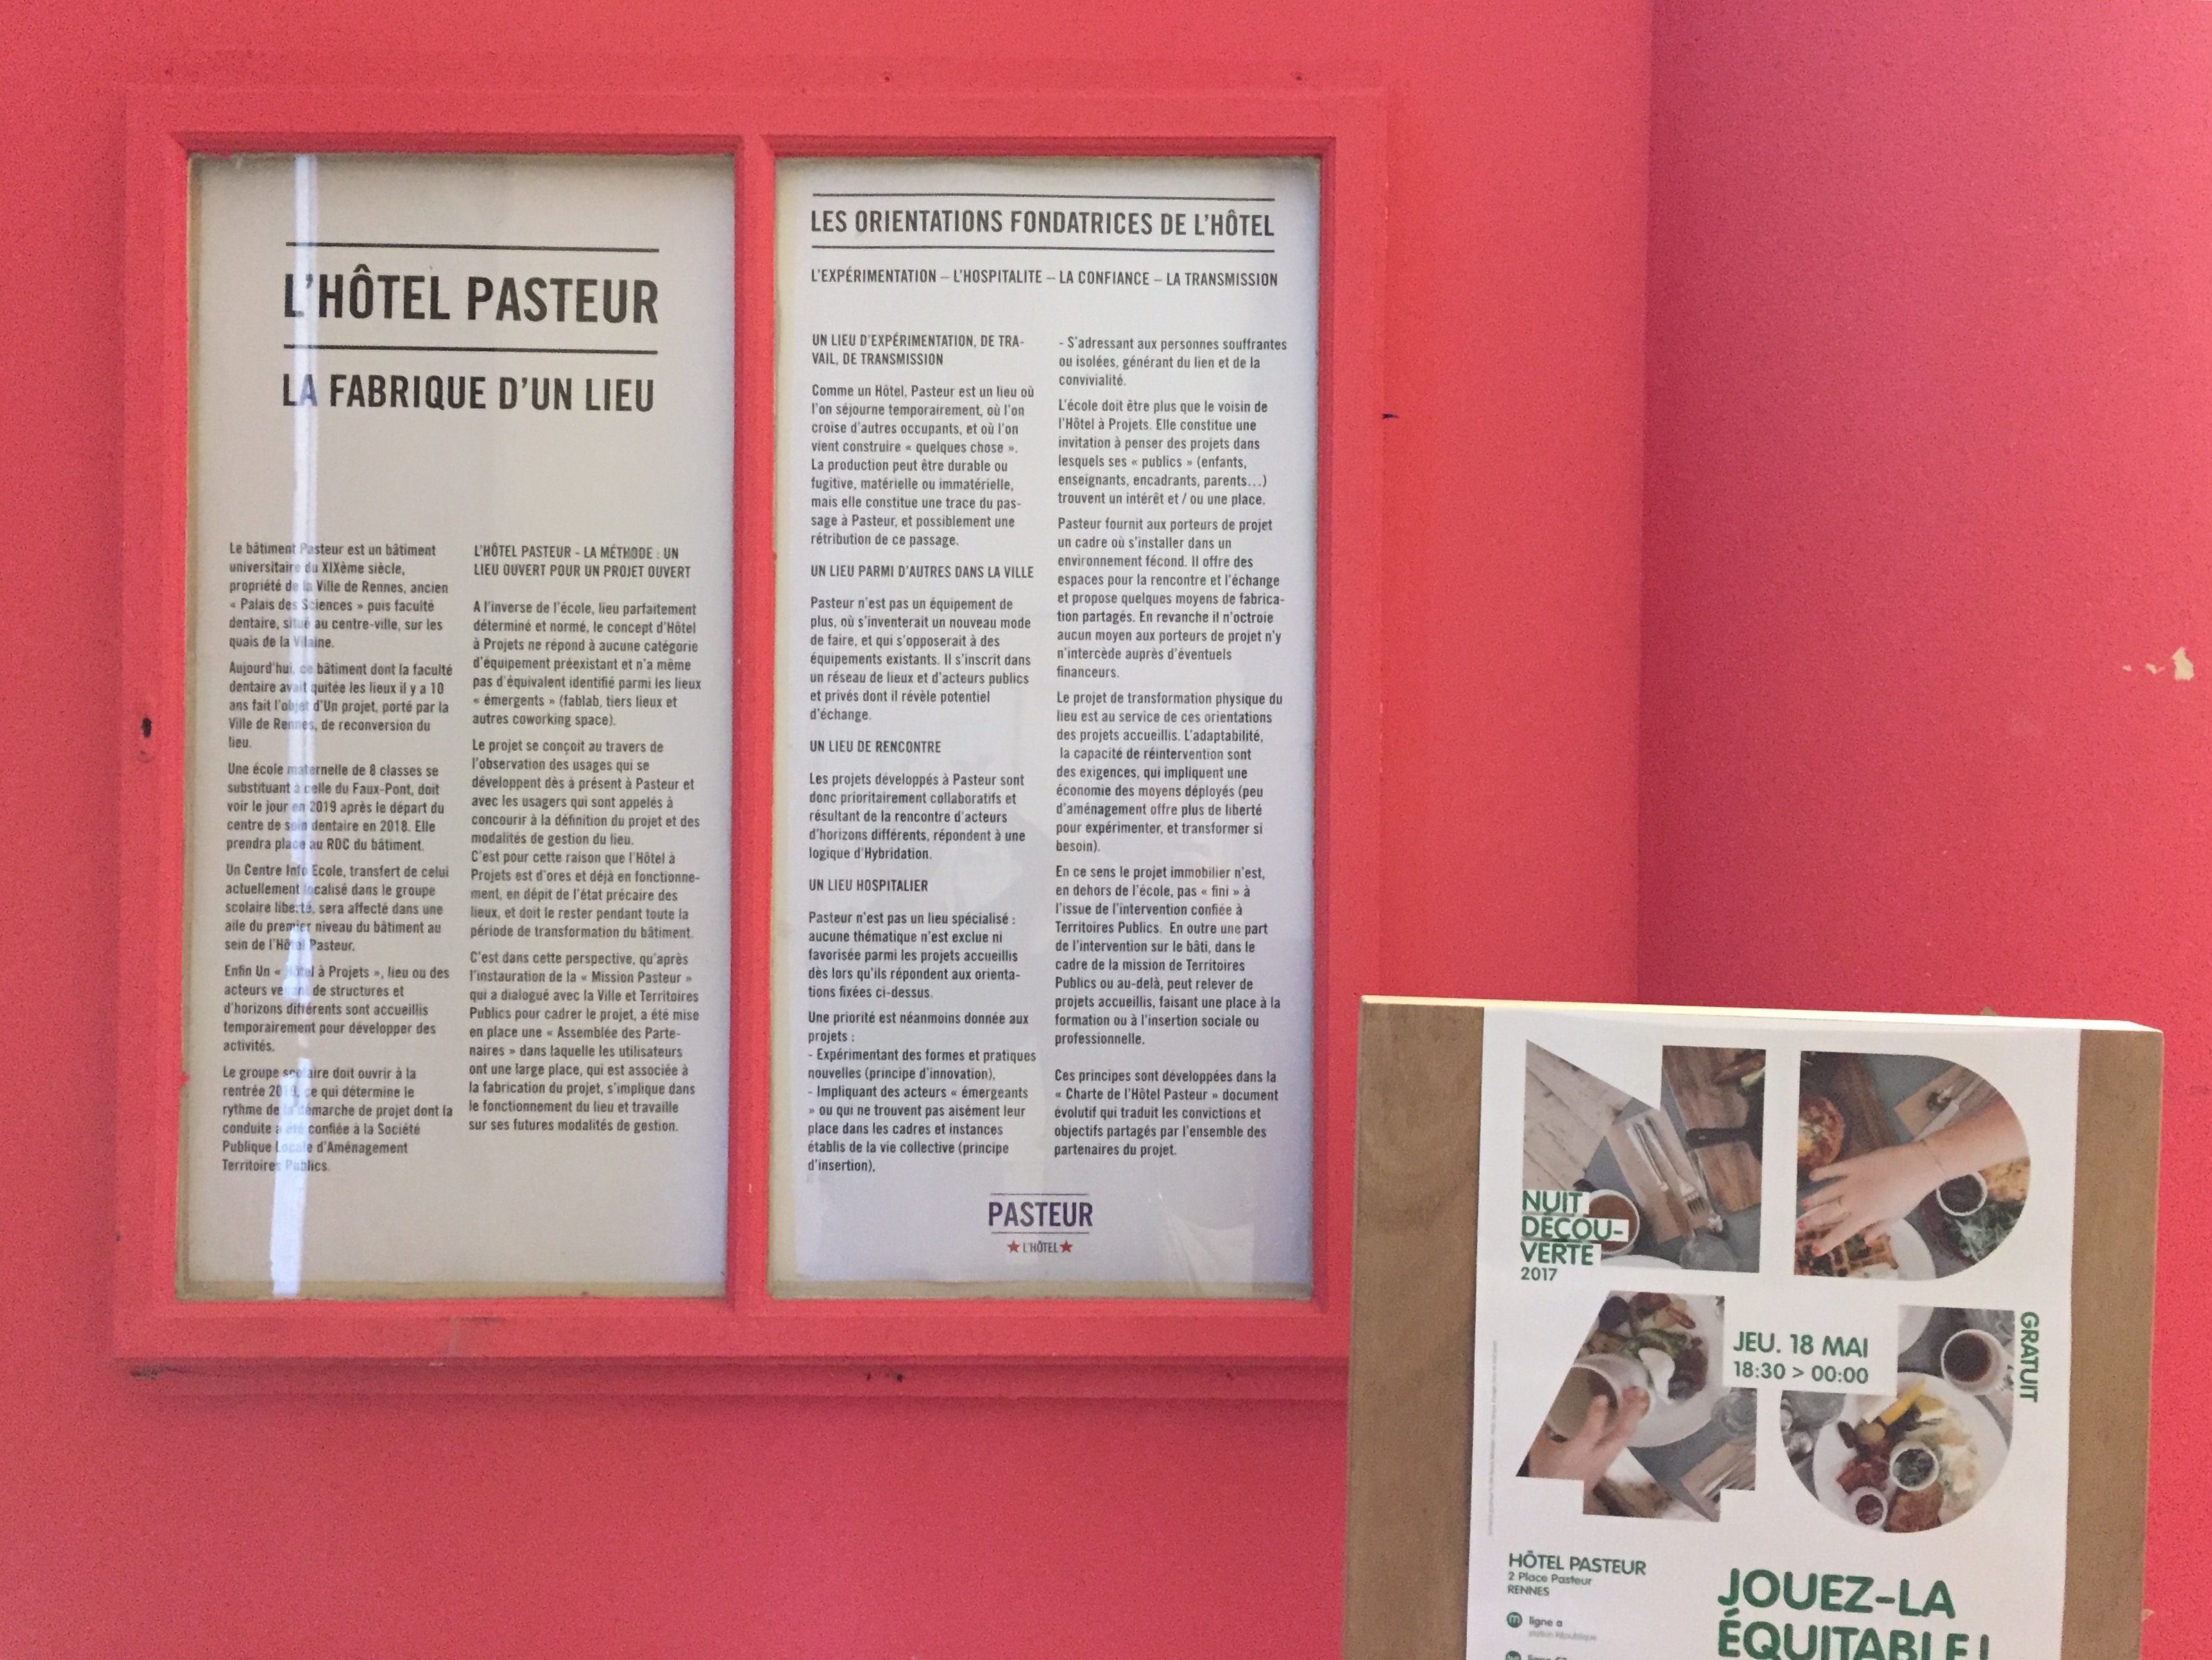 L'HÔTEL PASTEUR
LA FABRIQUE D'UN LIEU
Le bâtiment Pasteur est un bâtiment
universitaire du XIXème siècle,
propriété de la Ville de Rennes, ancien
« Palais des Sciences » puis faculté
dentaire, situé au centre-ville, sur les
quais de la Vilaine.
Aujourd'hui, ce bâtiment dont la faculté
dentaire avait quitée les lieux il y a 10
ans fait l'objet d'Un projet, porté par la
Ville de Rennes, de reconversion du
lieu.
Une école maternelle de 8 classes se
substituant à celle du Faux-Pont, doit
voir le jour en 2019 après le départ du
centre de soin dentaire en 2018. Elle
prendra place au RDC du bâtiment.
Un Centre Info Ecole, transfert de celui
actuellement localisé dans le groupe
scolaire liberté, sera affecté dans une
aile du premier niveau du bâtiment au
sein de l'Hôtel Pasteur.
Enfin Un « Hôtel à Projets », lieu ou des
acteurs venant de structures et
d'horizons différents sont accueillis
temporairement pour développer des
activités.
Le groupe scolaire doit ouvrir à la
rentrée 2019, ce qui détermine le
rythme de la démarche de projet dont la
conduite a été confiée à la Société
Publique Locale d'Aménagement
Territoires Publics.
L'HÔTEL PASTEUR - LA MÉTHODE : UN
LIEU OUVERT POUR UN PROJET OUVERT
A l'inverse de l'école, lieu parfaitement
déterminé et normé, le concept d'Hôtel
à Projets ne répond à aucune catégorie
d'équipement préexistant et n'a même
pas d'équivalent identifié parmi les lieux
« émergents » (fablab, tiers lieux et
autres coworking space).
Le projet se conçoit au travers de
l'observation des usages qui se
développent dès à présent à Pasteur et
avec les usagers qui sont appelés à
concourir à la définition du projet et des
modalités de gestion du lieu.
C'est pour cette raison que l'Hôtel à
Projets est d'ores et déjà en fonctionne-
ment, en dépit de l'état précaire des
lieux, et doit le rester pendant toute la
période de transformation du bâtiment.
C'est dans cette perspective, qu'après
l'instauration de la « Mission Pasteur »
qui a dialogué avec la Ville et Territoires
Publics pour cadrer le projet, a été mise
en place une « Assemblée des Parte-
naires » dans laquelle les utilisateurs
ont une large place, qui est associée à
la fabrication du projet, s'implique dans
le fonctionnement du lieu et travaille
sur ses futures modalités de gestion.
LES ORIENTATIONS FONDATRICES DE L'HÔTEL
L'EXPÉRIMENTATION – L'HOSPITALITE – LA CONFIANCE – LA TRANSMISSION
UN LIEU D'EXPÉRIMENTATION, DE TRA-
VAIL, DE TRANSMISSION
Comme un Hôtel, Pasteur est un lieu où
l'on séjourne temporairement, où l'on
croise d'autres occupants, et où l'on
vient construire « quelques chose ».
La production peut être durable ou
fugitive, matérielle ou immatérielle,
mais elle constitue une trace du pas-
sage à Pasteur, et possiblement une
rétribution de ce passage.
UN LIEU PARMI D'AUTRES DANS LA VILLE
Pasteur n'est pas un équipement de
plus, où s'inventerait un nouveau mode
de faire, et qui s'opposerait à des
équipements existants. Il s'inscrit dans
un réseau de lieux et d'acteurs publics
et privés dont il révèle potentiel
d'échange.
UN LIEU DE RENCONTRE
Les projets développés à Pasteur sont
donc prioritairement collaboratifs et
résultant de la rencontre d'acteurs
d'horizons différents, répondent à une
logique d'Hybridation.
UN LIEU HOSPITALIER
Pasteur n'est pas un lieu spécialisé :
aucune thématique n'est exclue ni
favorisée parmi les projets accueillis
dès lors qu'ils répondent aux orienta-
tions fixées ci-dessus.
Une priorité est néanmoins donnée aux
projets :
- Expérimentant des formes et pratiques
nouvelles (principe d'innovation),
- Impliquant des acteurs « émergeants
» ou qui ne trouvent pas aisément leur
place dans les cadres et instances
établis de la vie collective (principe
d'insertion),
- S'adressant aux personnes souffrantes
ou isolées, générant du lien et de la
convivialité.
L'école doit être plus que le voisin de
l'Hôtel à Projets. Elle constitue une
invitation à penser des projets dans
lesquels ses « publics » (enfants,
enseignants, encadrants, parents...)
trouvent un intérêt et / ou une place.
Pasteur fournit aux porteurs de projet
un cadre où s'installer dans un
environnement fécond. Il offre des
espaces pour la rencontre et l'échange
et propose quelques moyens de fabrica-
tion partagés. En revanche il n'octroie
aucun moyen aux porteurs de projet n'y
n'intercède auprès d'éventuels
financeurs.
Le projet de transformation physique du
lieu est au service de ces orientations
des projets accueillis. L'adaptabilité,
la capacité de réintervention sont
des exigences, qui impliquent une
économie des moyens déployés (peu
d'aménagement offre plus de liberté
pour expérimenter, et transformer si
besoin).
En ce sens le projet immobilier n'est,
en dehors de l'école, pas « fini » à
l'issue de l'intervention confiée à
Territoires Publics. En outre une part
de l'intervention sur le bâti, dans le
cadre de la mission de Territoires
Publics ou au-delà, peut relever de
projets accueillis, faisant une place à la
formation ou à l'insertion sociale ou
professionnelle.
Ces principes sont développées dans la
« Charte de l'Hôtel Pasteur » document
évolutif qui traduit les convictions et
objectifs partagés par l'ensemble des
partenaires du projet.
PASTEUR
L'HÔTEL
NUIT
DECOU-
VERTE
2017
JEU. 18 MAI
18:30 > 00:00
GRATUIT
HÔTEL PASTEUR
2 Place Pasteur
RENNES
m ligne a
station République
JOUEZ-LA
ÉQUITABLE !